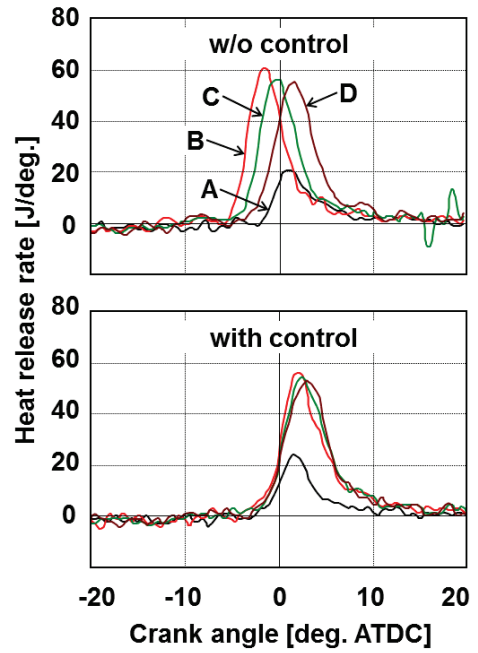 Heat release rate [J/deg.]
80
60
40
20
0
w/o control
C
D
B
A
80
60
40
20
0
with control
-20 -10 0 10 20
Crank angle [deg. ATDC]